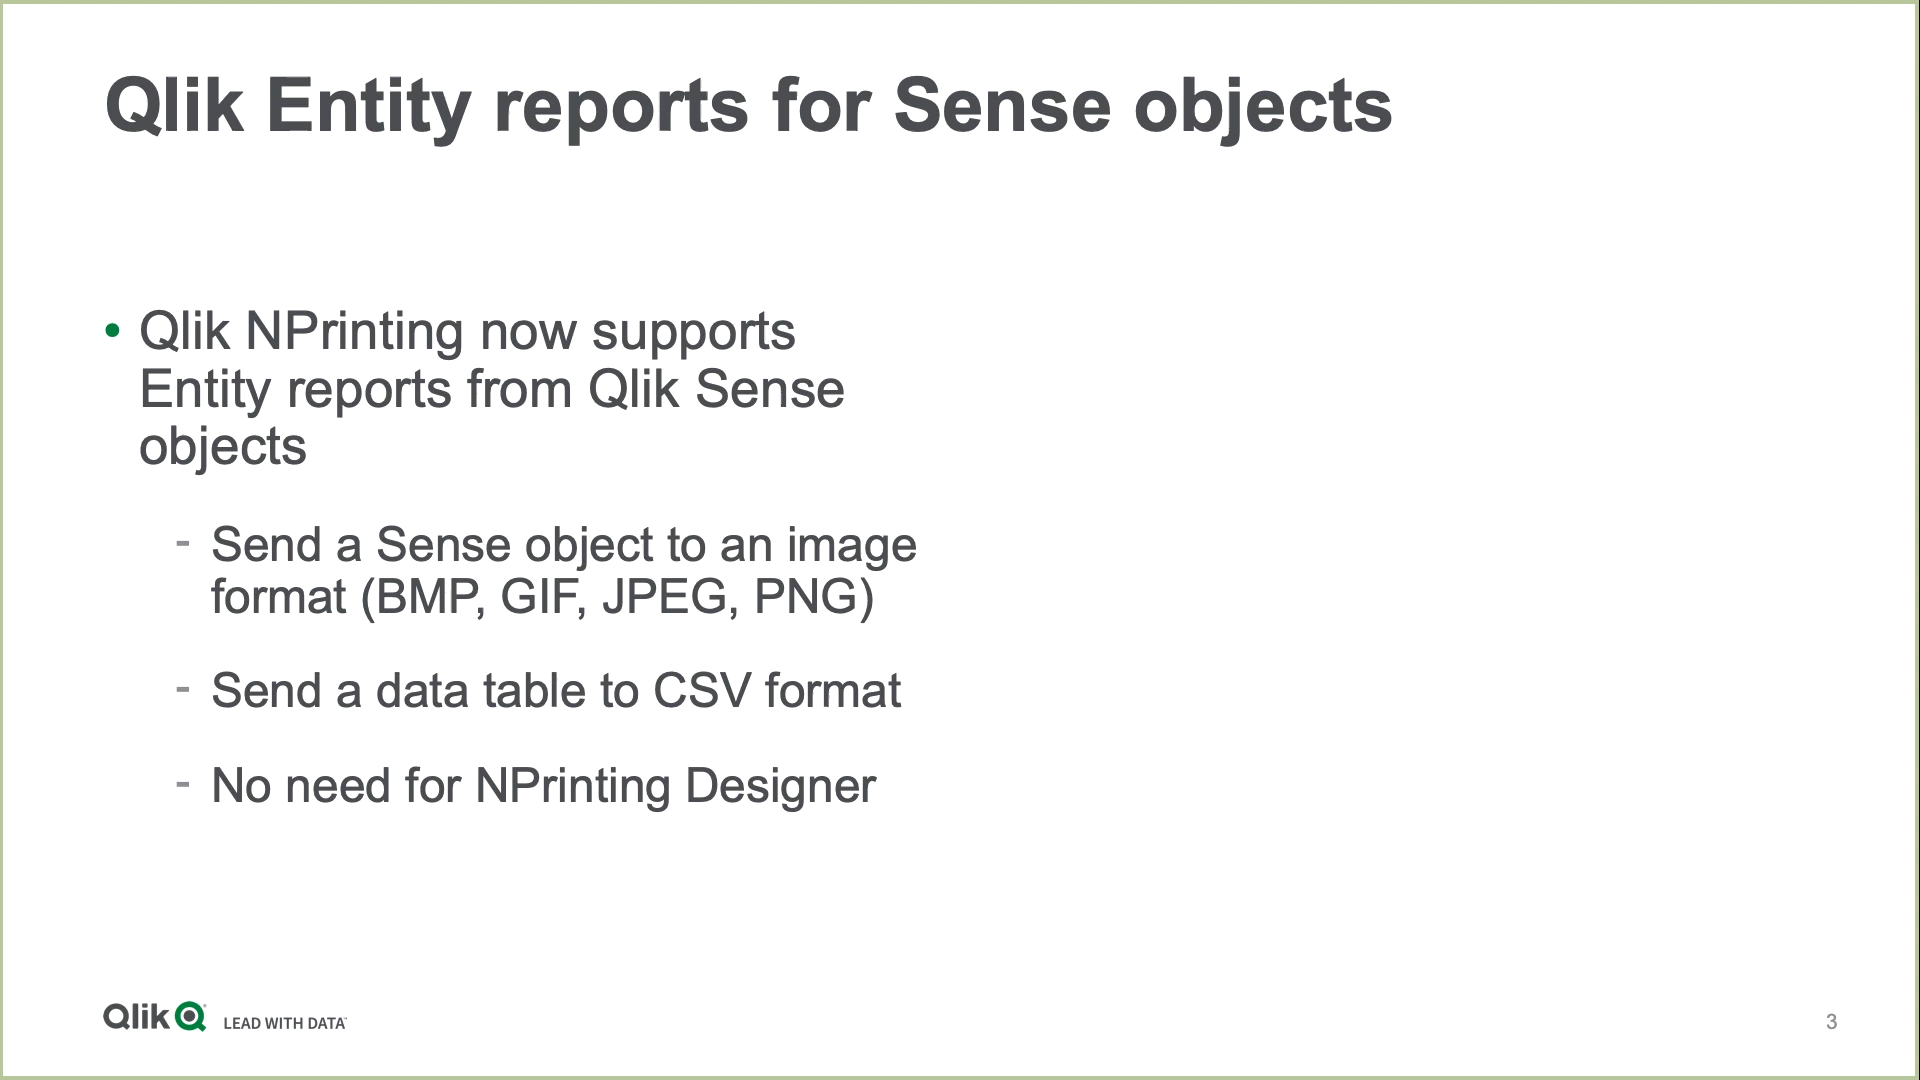 Qlik Entity reports for Sense objects
• Qlik NPrinting now supports
Entity reports from Qlik Sense
objects
- Send a Sense object to an image
format (BMP, GIF, JPEG, PNG)
- Send a data table to CSV format
- No need for NPrinting Designer
Qlik LEAD WITH DATA™
3